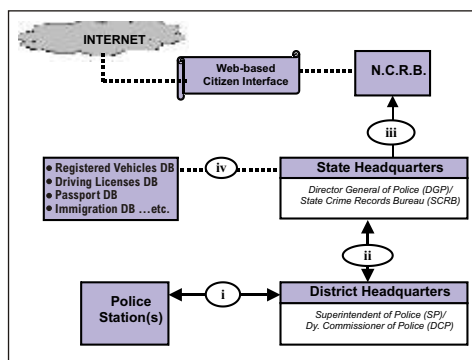 INTERNET
Web-based
Citizen Interface
N.C.R.B.
iii
• Registered Vehicles DB
• Driving Licenses DB
• Passport DB
• Immigration DB ...etc.
iv
State Headquarters
Director General of Police (DGP)/
State Crime Records Bureau (SCRB)
ii
Police
Station(s)
i
District Headquarters
Superintendent of Police (SP)/
Dy. Commissioner of Police (DCP)